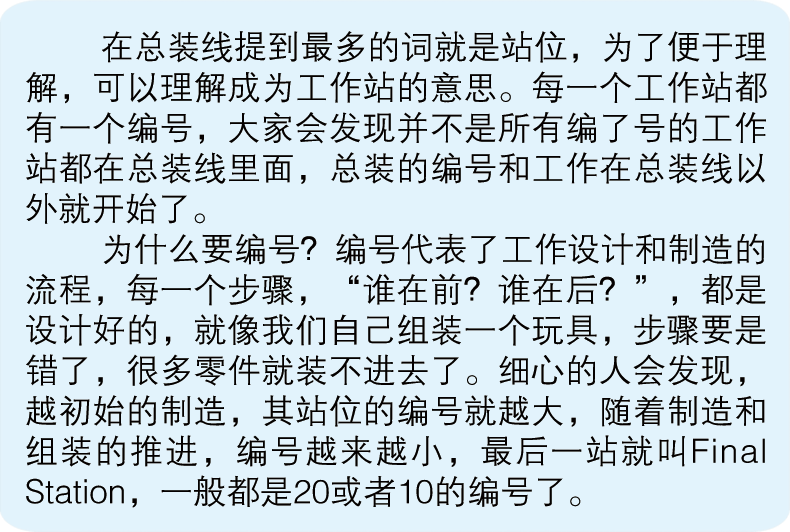 在总装线提到最多的词就是站位，为了便于理
解，可以理解成为工作站的意思。每一个工作站都
有一个编号，大家会发现并不是所有编了号的工作
站都在总装线里面，总装的编号和工作在总装线以
外就开始了。
为什么要编号？编号代表了工作设计和制造的
流程，每一个步骤，“谁在前？谁在后？”，都是
设计好的，就像我们自己组装一个玩具，步骤要是
错了，很多零件就装不进去了。细心的人会发现，
越初始的制造，其站位的编号就越大，随着制造和
组装的推进，编号越来越小，最后一站就叫Final
Station，一般都是20或者10的编号了。